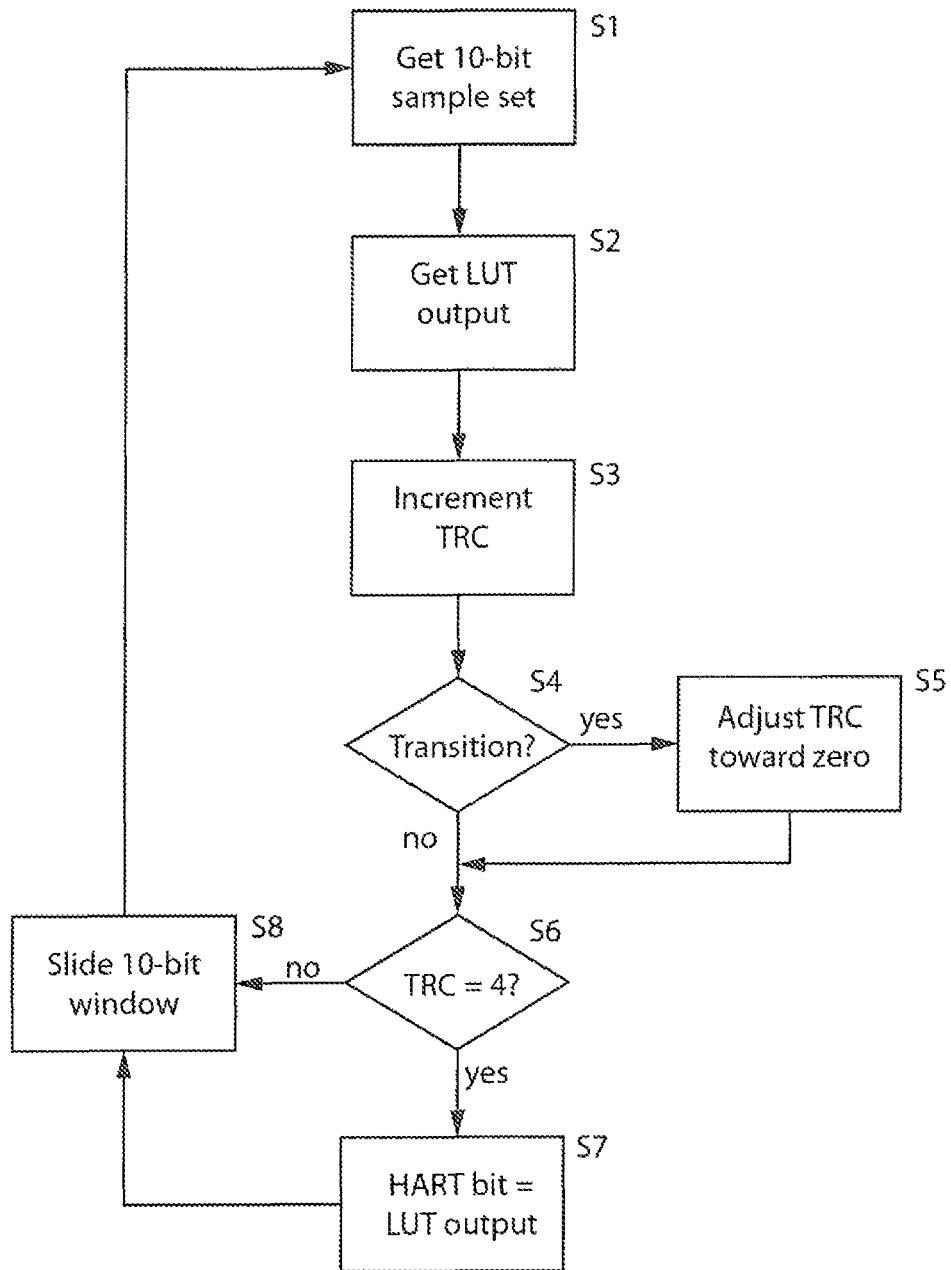 S1
Get 10-bit
sample set
S2
Get LUT
output
S3
Increment
TRC
S4
Transition?
yes
no
S5
Adjust TRC
toward zero
S6
TRC = 4?
no
yes
S8
Slide 10-bit
window
S7
HART bit =
LUT output